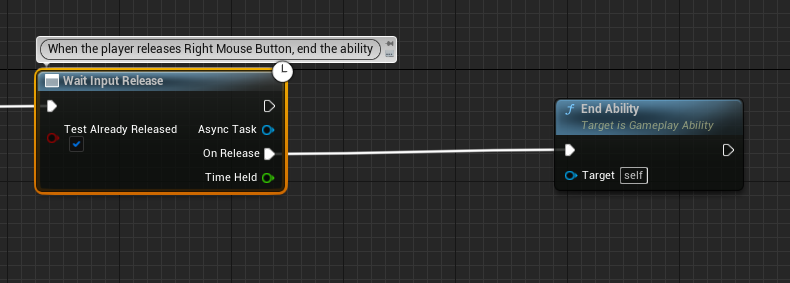 When the player releases Right Mouse Button, end the ability
Wait Input Release
Test Already Released
Async Task
On Release
Time Held
f End Ability
Target is Gameplay Ability
Target self